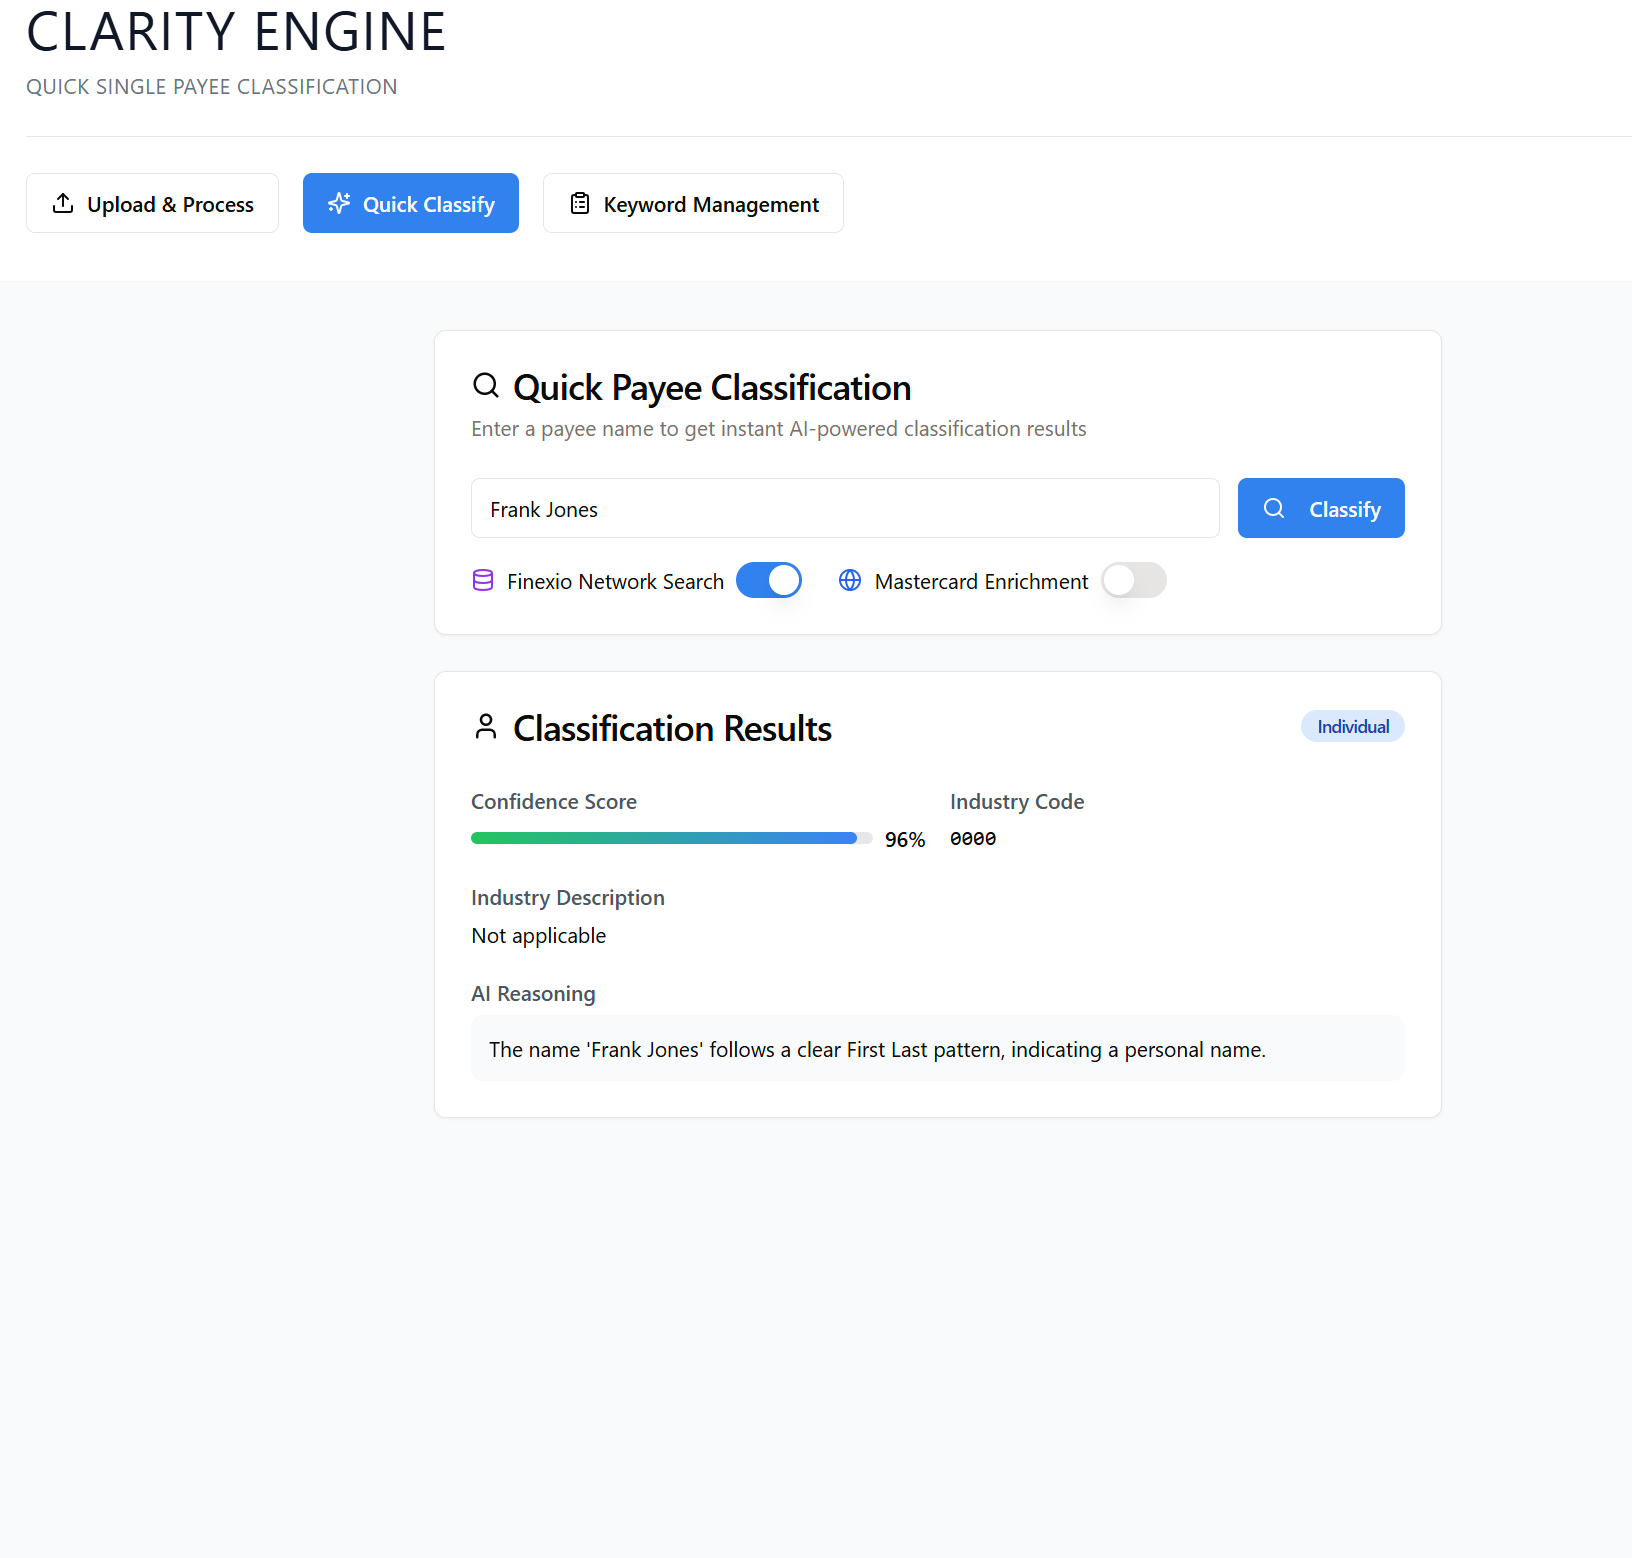 CLARITY ENGINE
QUICK SINGLE PAYEE CLASSIFICATION
Upload & Process
Quick Classify
Keyword Management
Quick Payee Classification
Enter a payee name to get instant AI-powered classification results
Frank Jones
Classify
Finexio Network Search
Mastercard Enrichment
Classification Results
Individual
Confidence Score
Industry Code
96%
0000
Industry Description
Not applicable
AI Reasoning
The name 'Frank Jones' follows a clear First Last pattern, indicating a personal name.